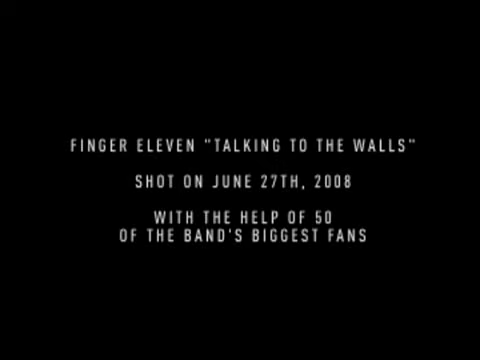 FINGER ELEVEN "TALKING TO THE WALLS"
SHOT ON JUNE 27TH, 2008
WITH THE HELP OF 50
OF THE BAND'S BIGGEST FANS